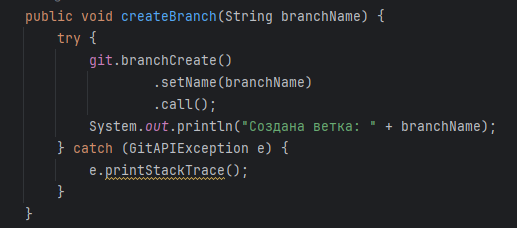 public void createBranch(String branchName) {
    try {
        git.branchCreate()
                .setName(branchName)
                .call();
        System.out.println("Создана ветка: " + branchName);
    } catch (GitAPIException e) {
        e.printStackTrace();
    }
}